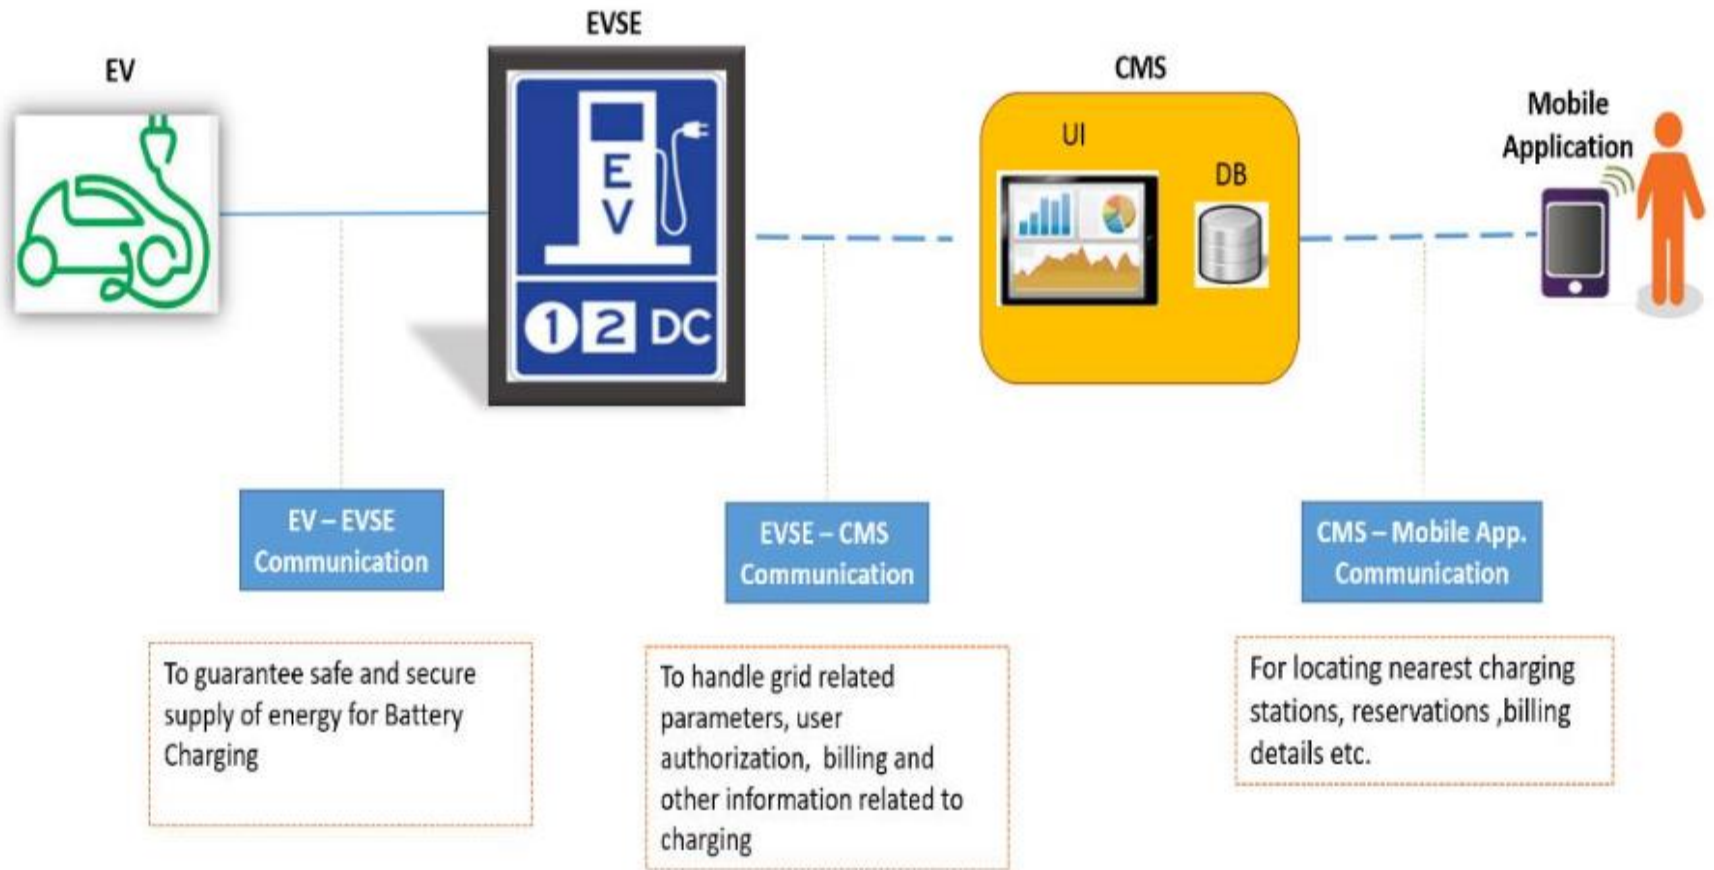 EV
EVSE
E
V
1 2 DC
CMS
UI
DB
Mobile
Application
EV – EVSE
Communication
EVSE – CMS
Communication
CMS – Mobile App.
Communication
To guarantee safe and secure
supply of energy for Battery
Charging
To handle grid related
parameters, user
authorization,  billing and
other information related to
charging
For locating nearest charging
stations, reservations ,billing
details etc.